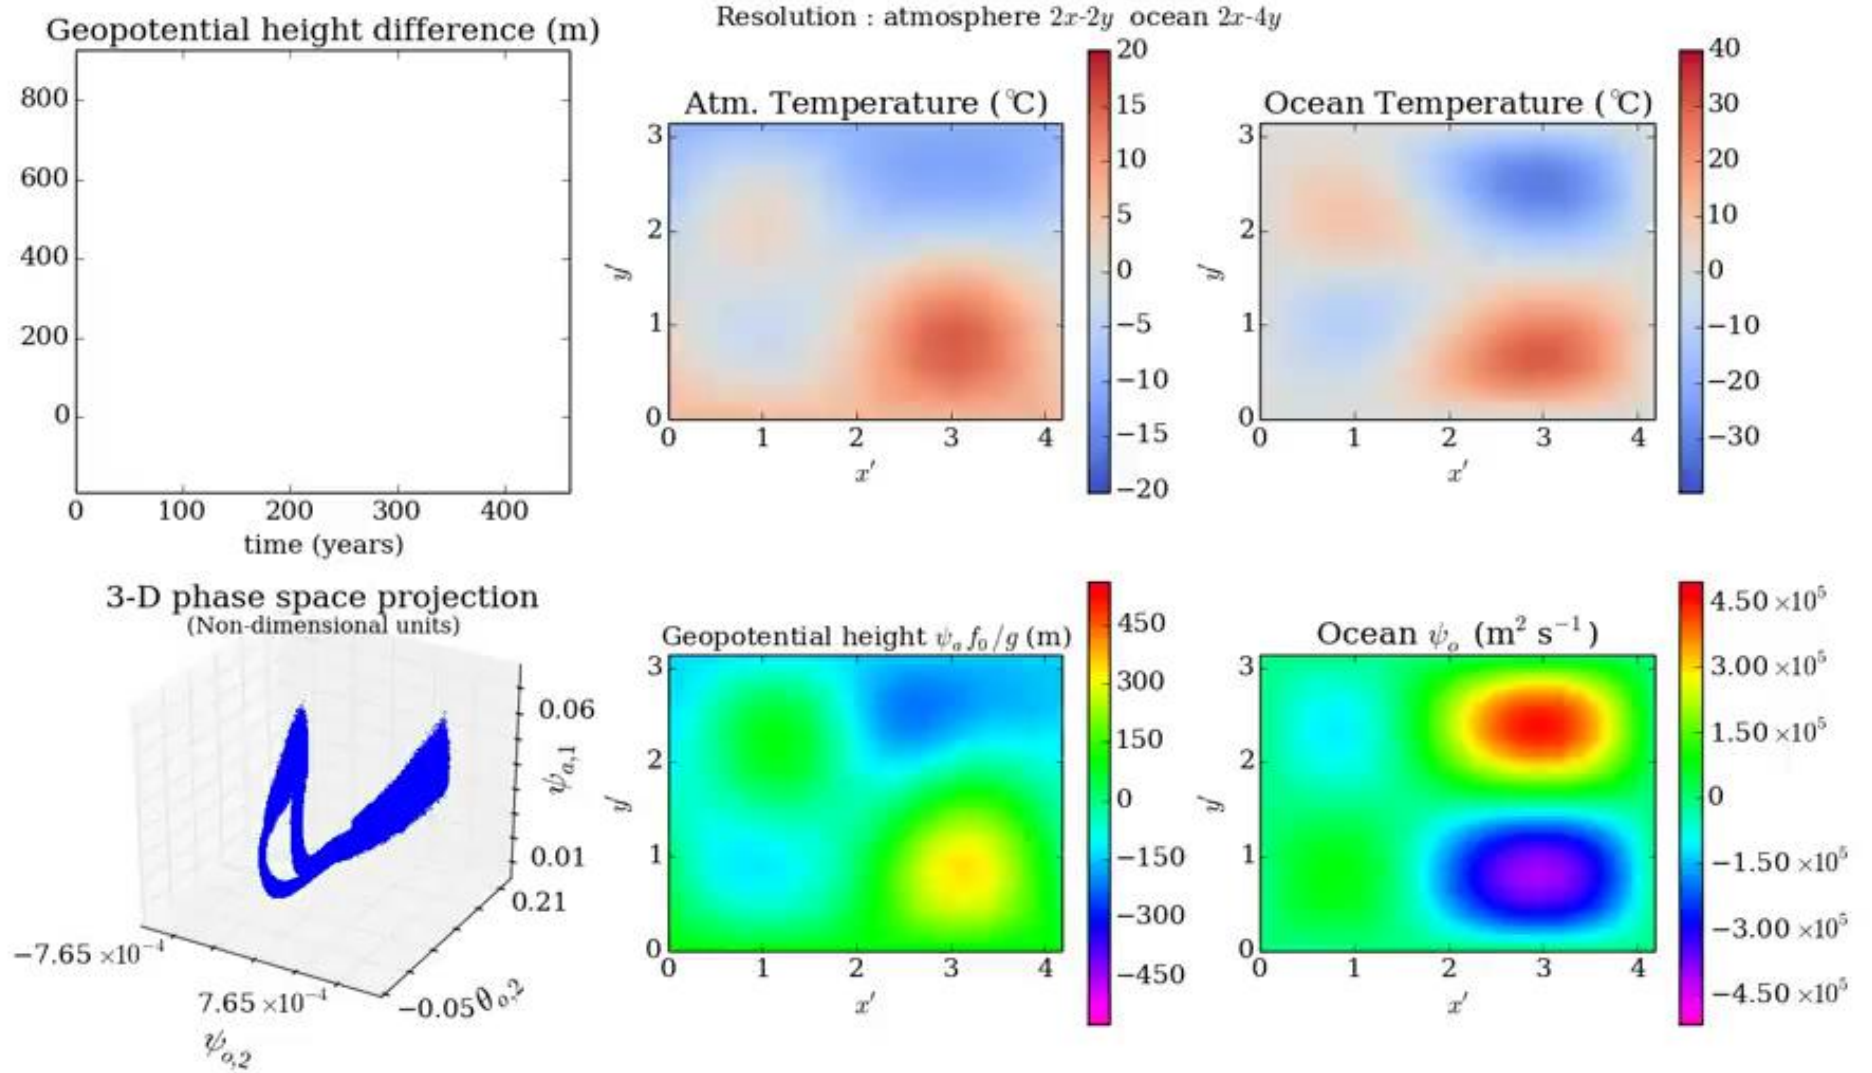 Resolution : atmosphere 2x-2y ocean 2x-4y
Geopotential height difference (m)
800
600
400
200
0
0 100 200 300 400
time (years)
Atm. Temperature (℃)
3
2
1
0
y′
0 1 2 3 4
x′
20
15
10
5
0
−5
−10
−15
−20
Ocean Temperature (℃)
3
2
1
0
y′
0 1 2 3 4
x′
40
30
20
10
0
−10
−20
−30
3-D phase space projection
(Non-dimensional units)
0.06
ψa,1
0.01
0.21
θo,2
−0.05
−7.65 ×10⁻⁴
7.65 ×10⁻⁴
ψo,2
Geopotential height ψa f0/g (m)
3
2
1
0
y′
0 1 2 3 4
x′
450
300
150
0
−150
−300
−450
Ocean ψo (m² s⁻¹)
3
2
1
0
y′
0 1 2 3 4
x′
4.50 ×10⁵
3.00 ×10⁵
1.50 ×10⁵
0
−1.50 ×10⁵
−3.00 ×10⁵
−4.50 ×10⁵